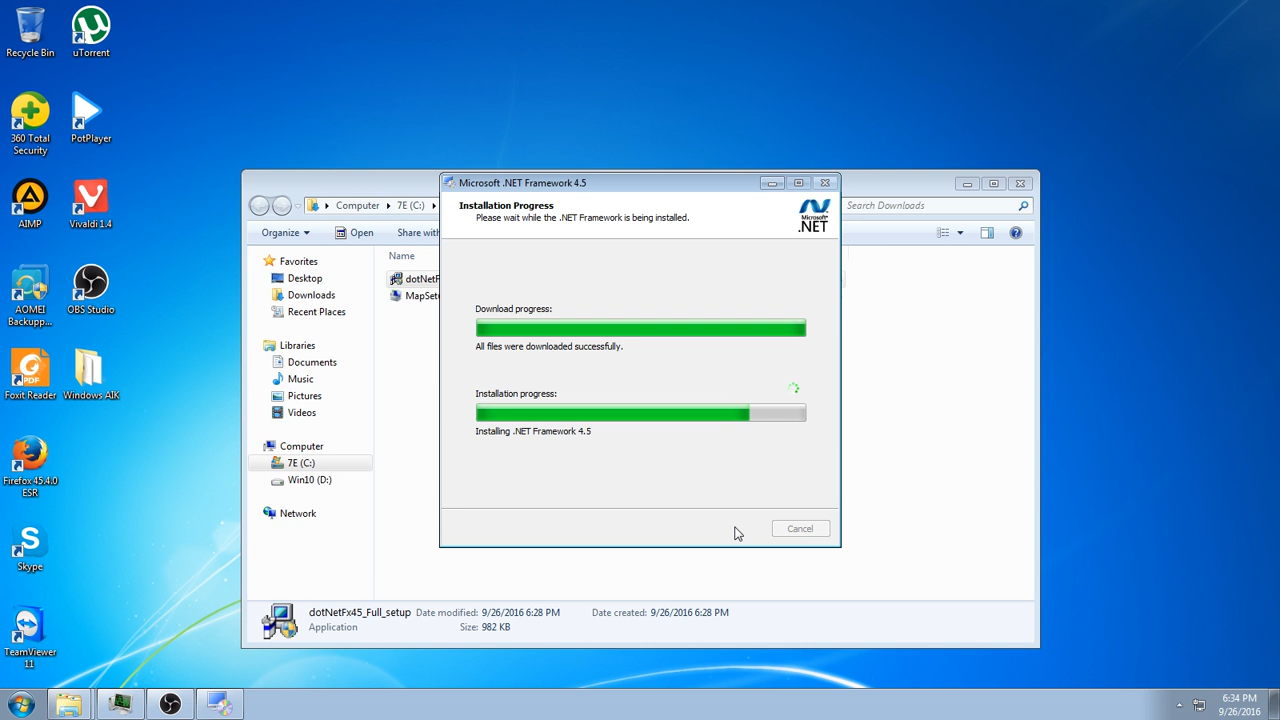 Recycle Bin
uTorrent
360 Total
Security
PotPlayer
AIMP
Vivaldi 1.4
AOMEI
Backupp...
OBS Studio
PDF
Foxit Reader
Windows AIK
Firefox 45.4.0
ESR
Skype
TeamViewer
11
Computer
7E (C:)
Search Downloads
Organize
Open
Share with
Favorites
Desktop
Downloads
Recent Places
Libraries
Documents
Music
Pictures
Videos
Computer
7E (C:)
Win10 (D:)
Network
Name
dotNetF
MapSetu
Microsoft .NET Framework 4.5
Installation Progress
Please wait while the .NET Framework is being installed.
Microsoft
.NET
Download progress:
All files were downloaded successfully.
Installation progress:
Installing .NET Framework 4.5
Cancel
dotNetFx45_Full_setup Date modified: 9/26/2016 6:28 PM Date created: 9/26/2016 6:28 PM
Application Size: 982 KB
6:34 PM
9/26/2016